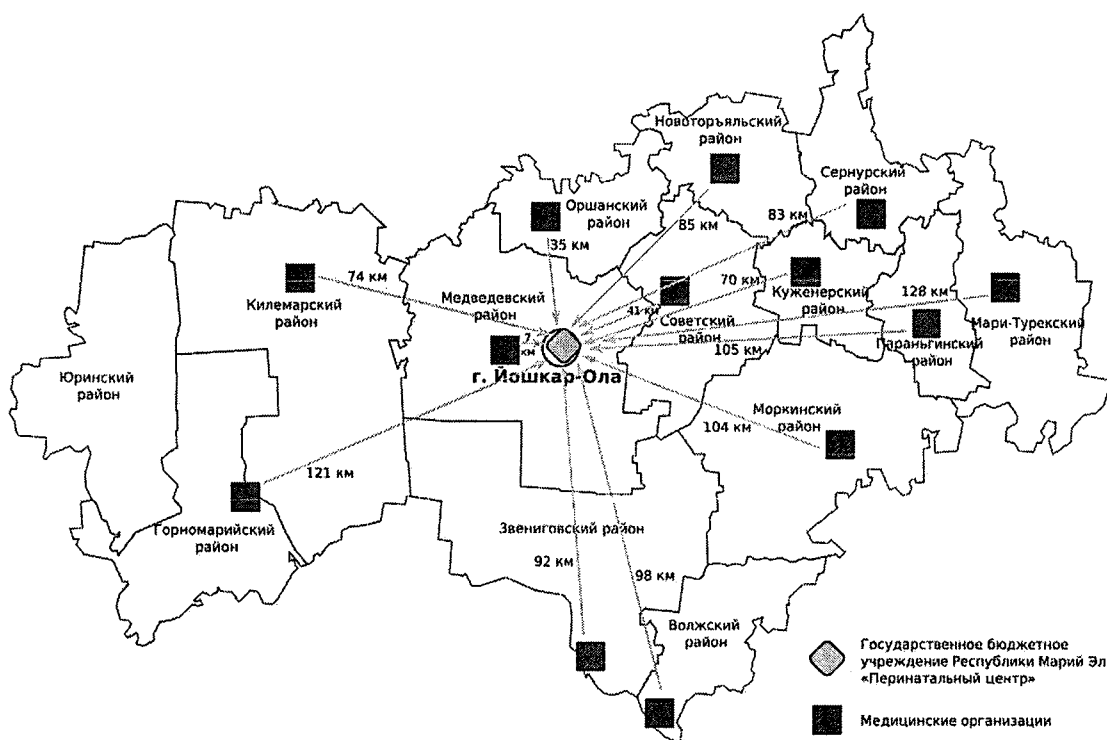 Новоторъяльский
район
Сернурский
район
Оршанский
район
83 км
85 км
35 км
74 км
Медведевский
район
70 км
Куженерский
район
128 км
Килемарский
район
41 км
Советский
район
Мари-Турекский
район
Параньгинский
район
7
км
105 км
г. Йошкар-Ола
Юринский
район
Моркинский
район
104 км
121 км
Горномарийский
район
Звениговский район
92 км
98 км
Волжский
район
Государственное бюджетное
учреждение Республики Марий Эл
«Перинатальный центр»
Медицинские организации